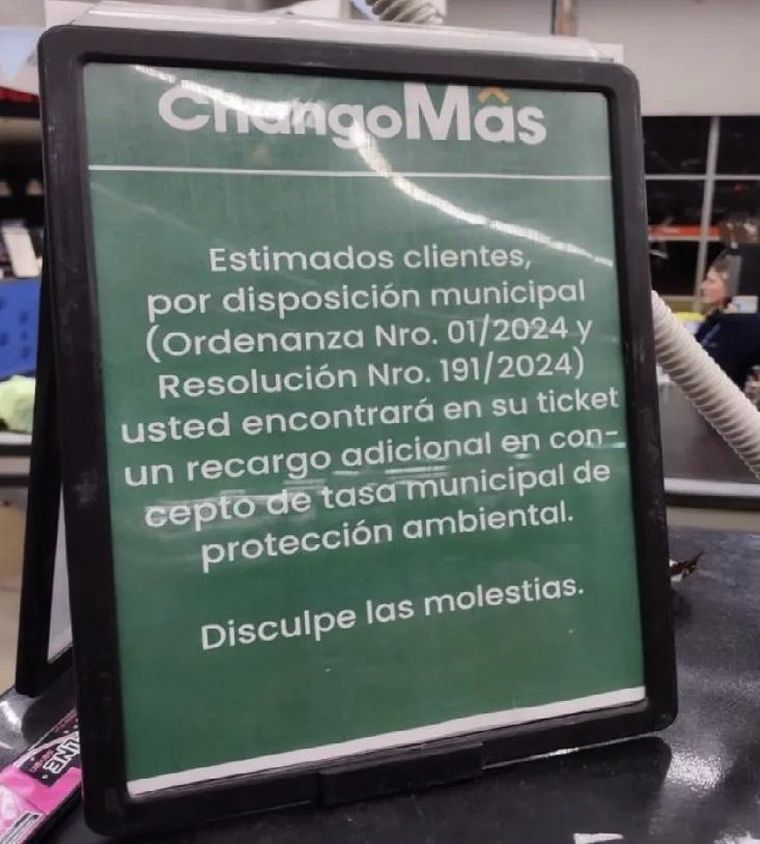 ChangoMâs
Estimados clientes,
por disposición municipal
(Ordenanza Nro. 01/2024 y
Resolución Nro. 191/2024)
usted encontrará en su ticket
un recargo adicional en con-
cepto de tasa municipal de
protección ambiental.
Disculpe las molestias.